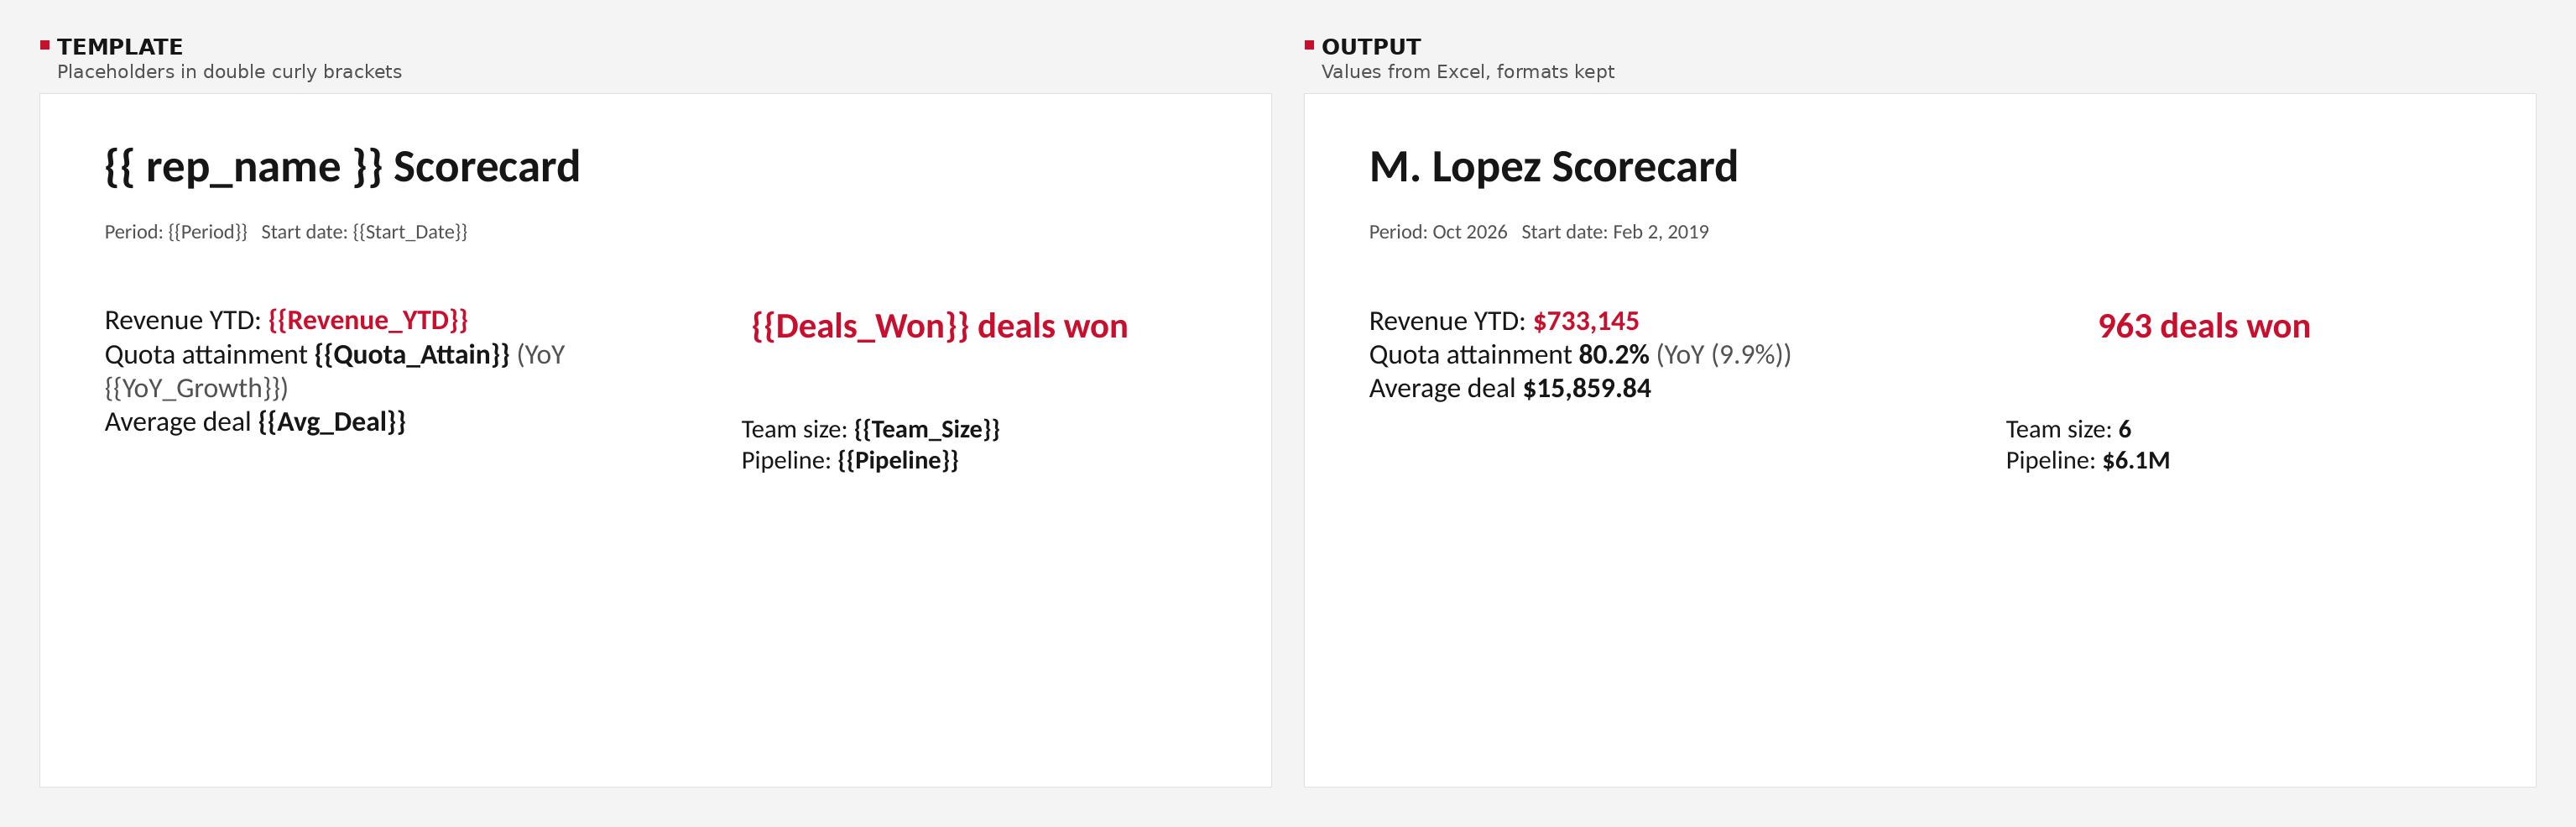 TEMPLATE
Placeholders in double curly brackets
{{ rep_name }} Scorecard
Period: {{Period}} Start date: {{Start_Date}}
Revenue YTD: {{Revenue_YTD}}
Quota attainment {{Quota_Attain}} (YoY
{{YoY_Growth}})
Average deal {{Avg_Deal}}
{{Deals_Won}} deals won
Team size: {{Team_Size}}
Pipeline: {{Pipeline}}
OUTPUT
Values from Excel, formats kept
M. Lopez Scorecard
Period: Oct 2026 Start date: Feb 2, 2019
Revenue YTD: $733,145
Quota attainment 80.2% (YoY (9.9%))
Average deal $15,859.84
963 deals won
Team size: 6
Pipeline: $6.1M